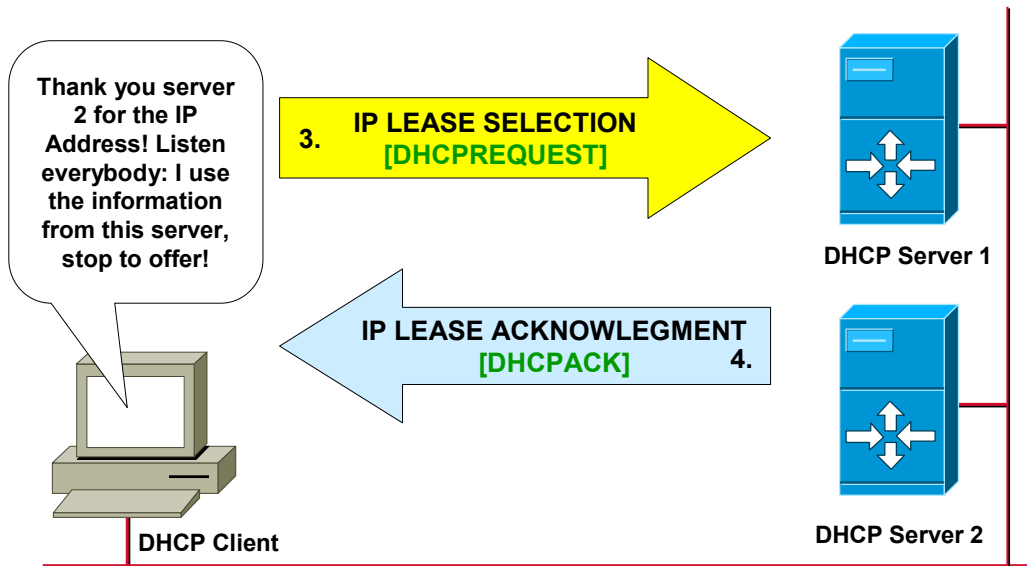 Thank you server
2 for the IP
Address! Listen
everybody: I use
the information
from this server,
stop to offer!
3.
IP LEASE SELECTION
[DHCPREQUEST]
DHCP Server 1
IP LEASE ACKNOWLEGMENT
[DHCPACK]
4.
DHCP Client
DHCP Server 2